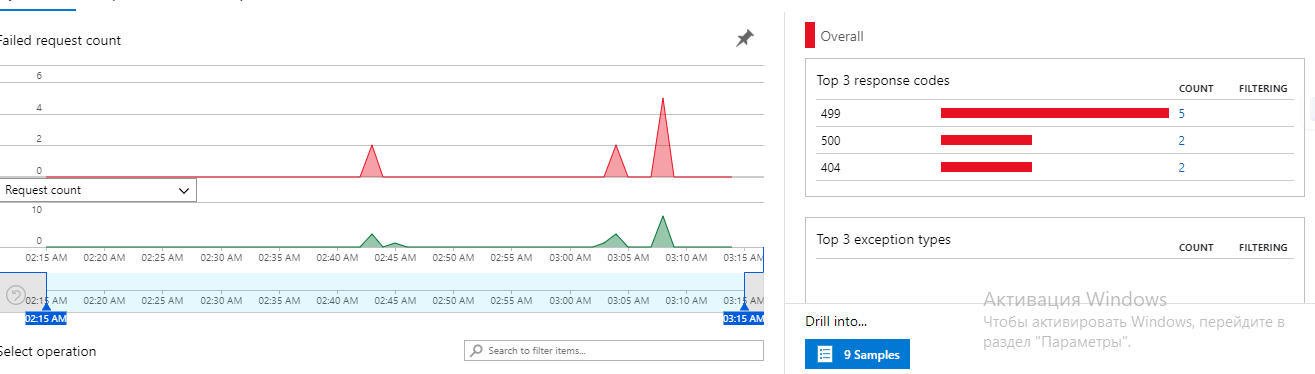 Failed request count
6
4
2
0
Request count
10
0
02:15 AM 02:20 AM 02:25 AM 02:30 AM 02:35 AM 02:40 AM 02:45 AM 02:50 AM 02:55 AM 03:00 AM 03:05 AM 03:10 AM 03:15 AM
02:15 AM 02:20 AM 02:25 AM 02:30 AM 02:35 AM 02:40 AM 02:45 AM 02:50 AM 02:55 AM 03:00 AM 03:05 AM 03:10 AM 03:15 AM
02:15 AM 03:15 AM
Select operation
Search to filter items...
Overall
Top 3 response codes COUNT FILTERING
499 5
500 2
404 2
Top 3 exception types COUNT FILTERING
Drill into...
9 Samples
Активация Windows
Чтобы активировать Windows, перейдите в
раздел "Параметры".